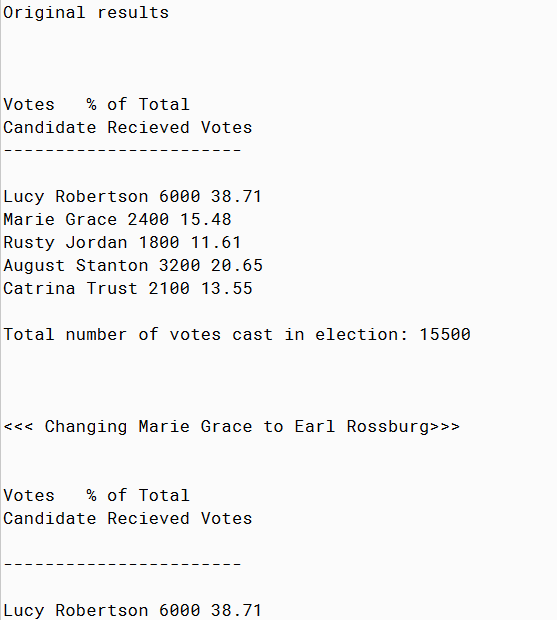 Original results
Votes   % of Total
Candidate Recieved Votes
-----------------------
Lucy Robertson 6000 38.71
Marie Grace 2400 15.48
Rusty Jordan 1800 11.61
August Stanton 3200 20.65
Catrina Trust 2100 13.55
Total number of votes cast in election: 15500
<<< Changing Marie Grace to Earl Rossburg>>>
Votes   % of Total
Candidate Recieved Votes
-----------------------
Lucy Robertson 6000 38.71